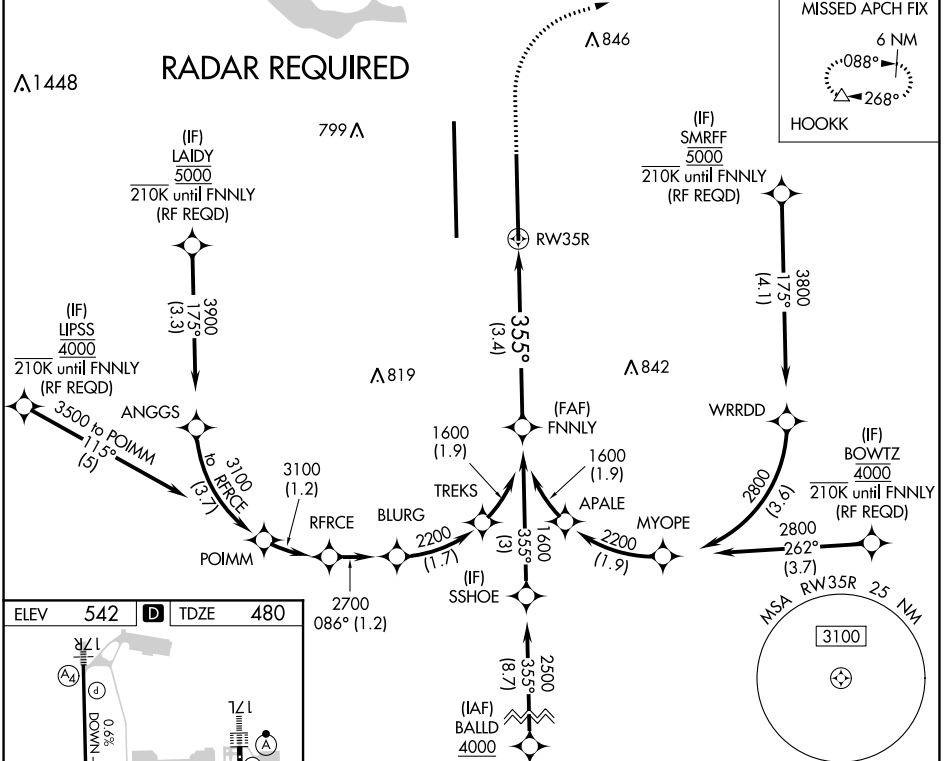 MISSED APCH FIX
6 NM
088°
268°
HOOKK
846
RADAR REQUIRED
1448
799
(IF)
LAIDY
5000
210K until FNNLY
(RF REQD)
(IF)
SMRFF
5000
210K until FNNLY
(RF REQD)
RW35R
3900
175°
(3.3)
3800
175°
(4.1)
(IF)
LIPSS
4000
210K until FNNLY
(RF REQD)
355°
(3.4)
819
842
3500 to POIMM
115°
(5)
ANGGS
3100
to RFRCE
(3.7)
(FAF)
FNNLY
WRRDD
(IF)
BOWTZ
4000
210K until FNNLY
(RF REQD)
1600
(1.9)
1600
(1.9)
3100
(1.2)
TREKS
APALE
2800
(3.6)
RFRCE
BLURG
MYOPE
POIMM
2200
(1.7)
1600
355°
(3)
2200
(1.9)
2800
262°
(3.7)
2700
086° (1.2)
(IF)
SSHOE
MSA RW35R 25 NM
3100
ELEV 542 D TDZE 480
2500
355°
(8.7)
(IAF)
BALLD
4000
17R
A4
P
0.6%
DOWN
17L
A